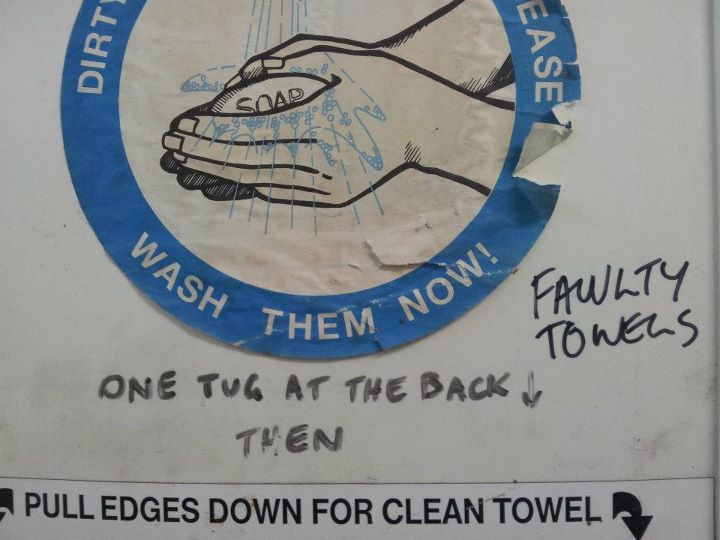 DIRTY
EASE
SOAP
WASH THEM NOW!
FAWLTY
TOWELS
ONE TUG AT THE BACK ↓
THEN
PULL EDGES DOWN FOR CLEAN TOWEL